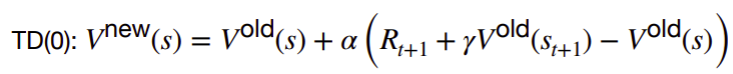 TD(0): V^new(s) = V^old(s) + α (R_{t+1} + γV^old(s_{t+1}) − V^old(s))